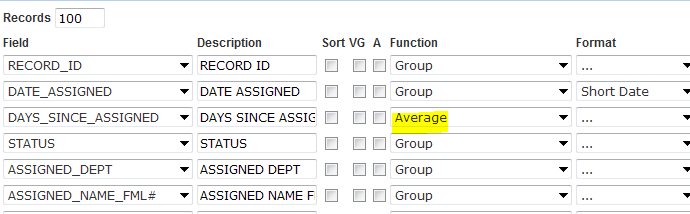 Records 100
Field Description Sort VG A Function Format
RECORD_ID RECORD ID Group ...
DATE_ASSIGNED DATE ASSIGNED Group Short Date
DAYS_SINCE_ASSIGNED DAYS SINCE ASSIG Average ...
STATUS STATUS Group ...
ASSIGNED_DEPT ASSIGNED DEPT Group ...
ASSIGNED_NAME_FML# ASSIGNED NAME F Group ...